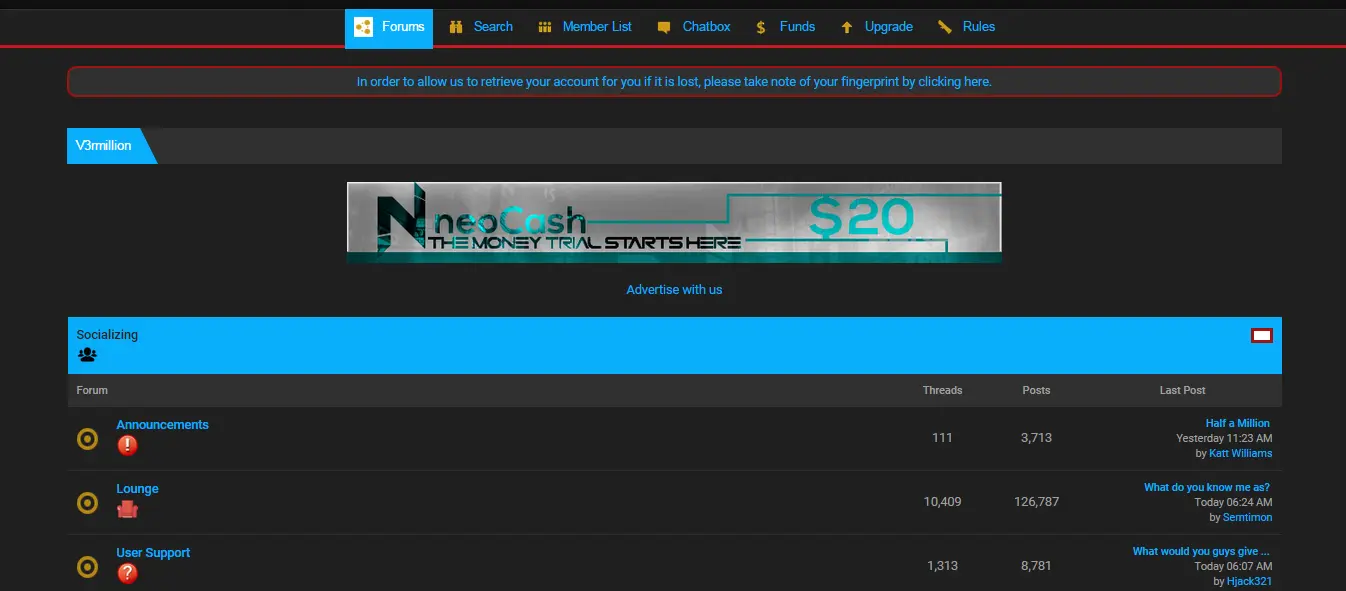 Forums Search Member List Chatbox $ Funds Upgrade Rules
In order to allow us to retrieve your account for you if it is lost, please take note of your fingerprint by clicking here.
V3rmillion
N neoCash
THE MONEY TRIAL STARTS HERE
$20
Advertise with us
Socializing
Forum Threads Posts Last Post
Announcements
111 3,713
Half a Million
Yesterday 11:23 AM
by Katt Williams
Lounge
10,409 126,787
What do you know me as?
Today 06:24 AM
by Semtimon
User Support
1,313 8,781
What would you guys give ...
Today 06:07 AM
by Hjack321